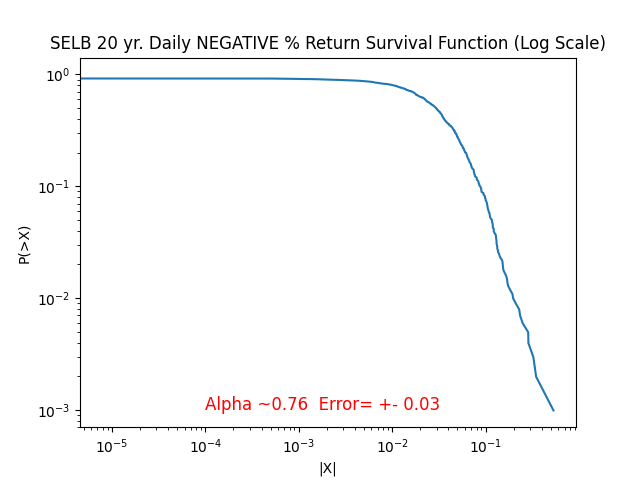 SELB 20 yr. Daily NEGATIVE % Return Survival Function (Log Scale)
10⁰
10⁻¹
P(>X)
10⁻²
10⁻³
Alpha ~0.76  Error= +- 0.03
10⁻⁵ 10⁻⁴ 10⁻³ 10⁻² 10⁻¹
|X|